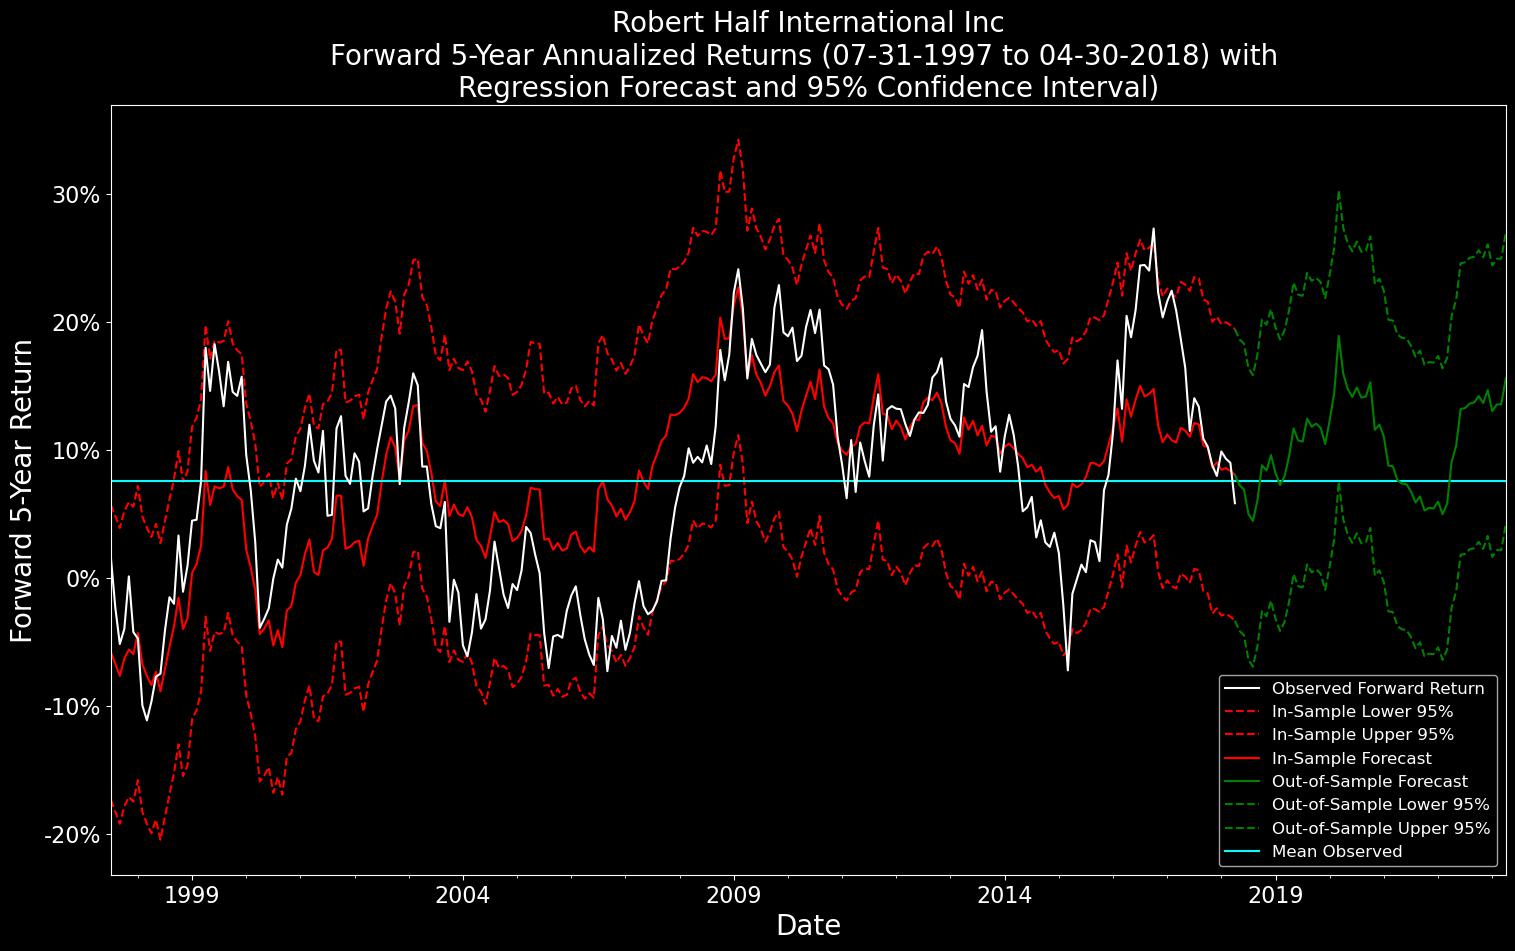 Robert Half International Inc
Forward 5-Year Annualized Returns (07-31-1997 to 04-30-2018) with
Regression Forecast and 95% Confidence Interval)
Forward 5-Year Return
30%
20%
10%
0%
-10%
-20%
Observed Forward Return
In-Sample Lower 95%
In-Sample Upper 95%
In-Sample Forecast
Out-of-Sample Forecast
Out-of-Sample Lower 95%
Out-of-Sample Upper 95%
Mean Observed
1999 2004 2009 2014 2019
Date